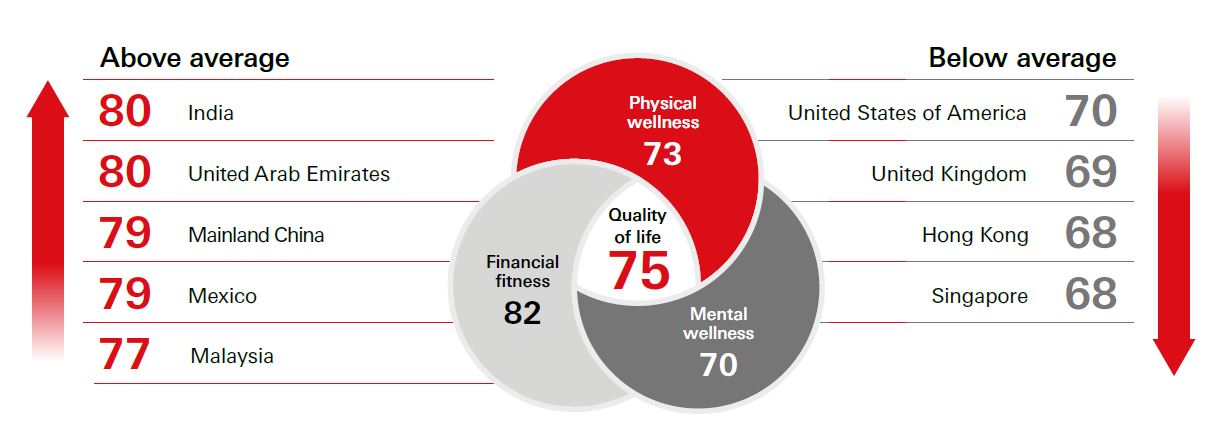 Above average
80 India
80 United Arab Emirates
79 Mainland China
79 Mexico
77 Malaysia
Physical
wellness
73
Quality
of life
75
Financial
fitness
82
Mental
wellness
70
Below average
United States of America 70
United Kingdom 69
Hong Kong 68
Singapore 68